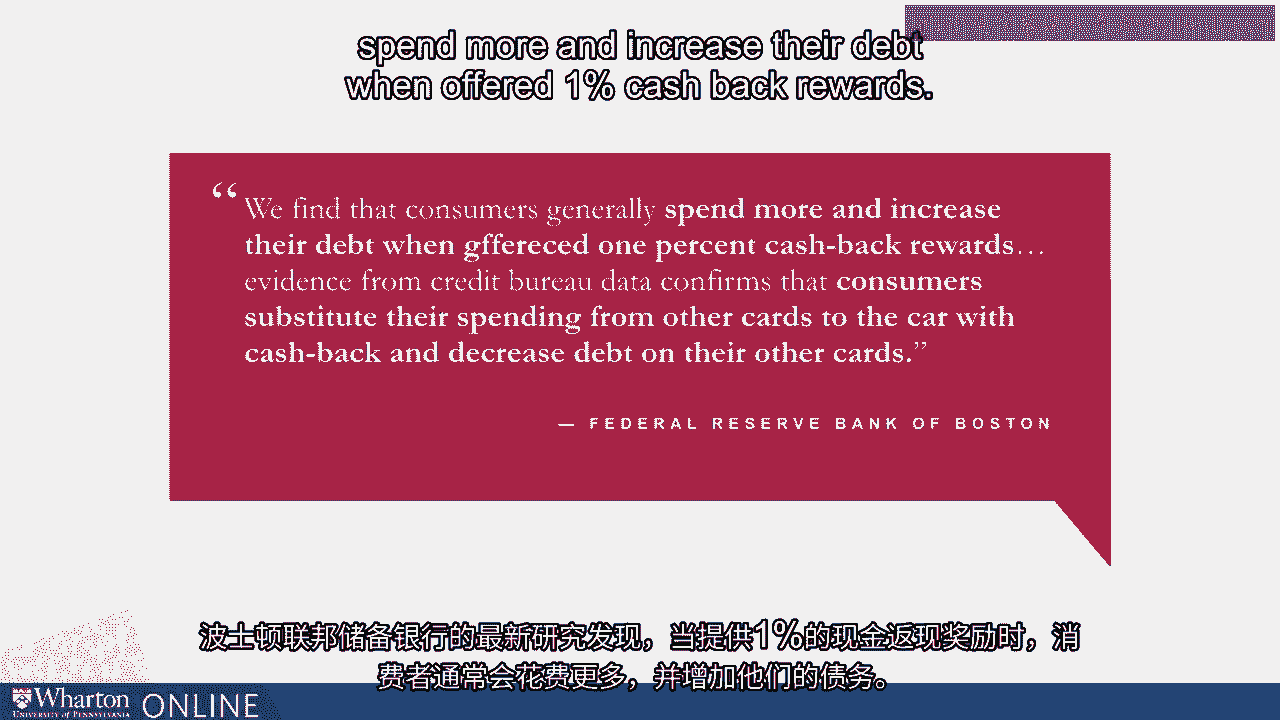 spend more and increase their debt
when offered 1% cash back rewards.
“We find that consumers generally spend more and increase
their debt when gffereced one percent cash-back rewards…
evidence from credit bureau data confirms that consumers
substitute their spending from other cards to the car with
cash-back and decrease debt on their other cards.”
— FEDERAL RESERVE BANK OF BOSTON
波士顿联邦储备银行的最新研究发现，当提供1%的现金返现奖励时，消
费者通常会花费更多，并增加他们的债务。
Wharton ONLINE
UNIVERSITY of PENNSYLVANIA